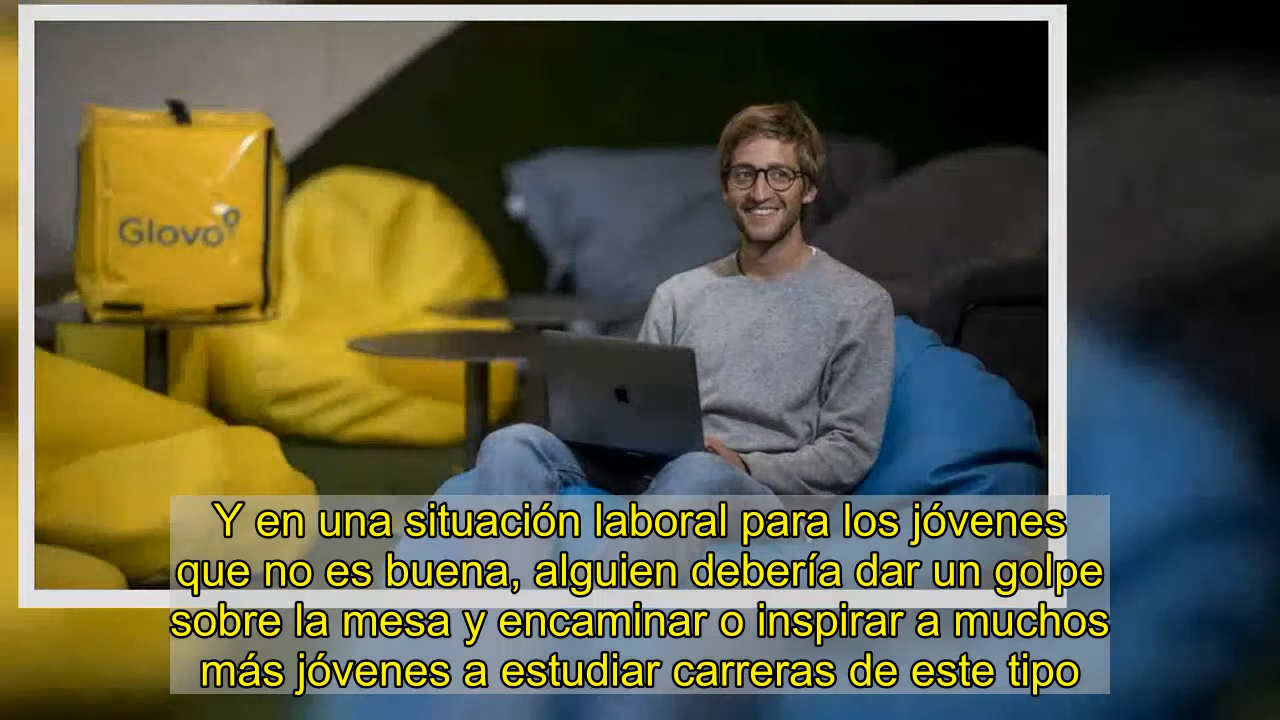 Glovo
Y en una situación laboral para los jóvenes
que no es buena, alguien debería dar un golpe
sobre la mesa y encaminar o inspirar a muchos
más jóvenes a estudiar carreras de este tipo